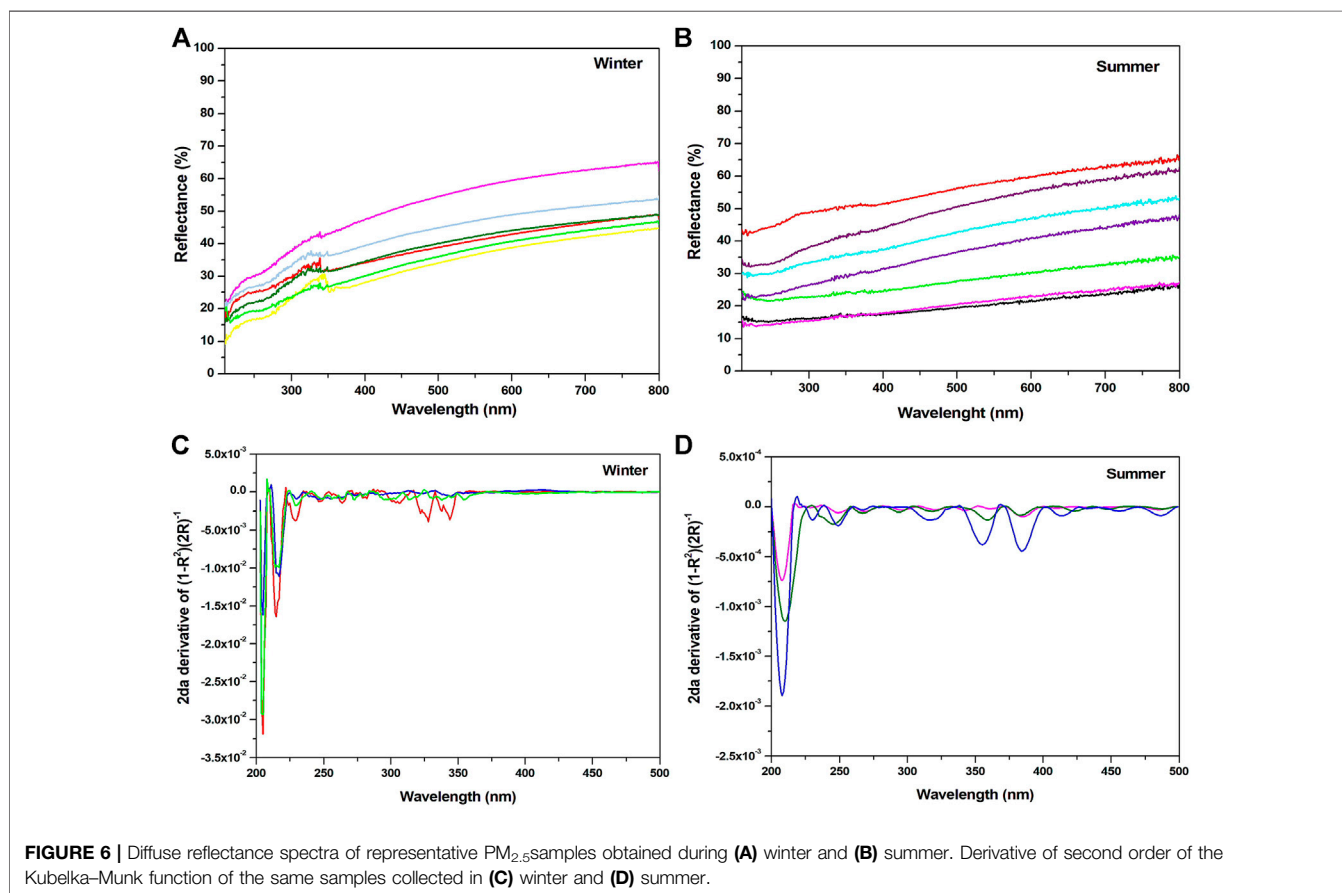 A
Winter
100
90
80
70
60
50
40
30
20
10
0
Reflectance (%)
300 400 500 600 700 800
Wavelength (nm)
B
Summer
100
90
80
70
60
50
40
30
20
10
0
Reflectance (%)
300 400 500 600 700 800
Wavelenght (nm)
C
Winter
5.0x10-3
0.0
-5.0x10-3
-1.0x10-2
-1.5x10-2
-2.0x10-2
-2.5x10-2
-3.0x10-2
-3.5x10-2
2da derivative of (1-R2)(2R)-1
200 250 300 350 400 450 500
Wavelength (nm)
D
Summer
5.0x10-4
0.0
-5.0x10-4
-1.0x10-3
-1.5x10-3
-2.0x10-3
-2.5x10-3
2da derivative of (1-R2)(2R)-1
200 250 300 350 400 450 500
Wavelength (nm)
FIGURE 6 | Diffuse reflectance spectra of representative PM2.5samples obtained during (A) winter and (B) summer. Derivative of second order of the
Kubelka–Munk function of the same samples collected in (C) winter and (D) summer.